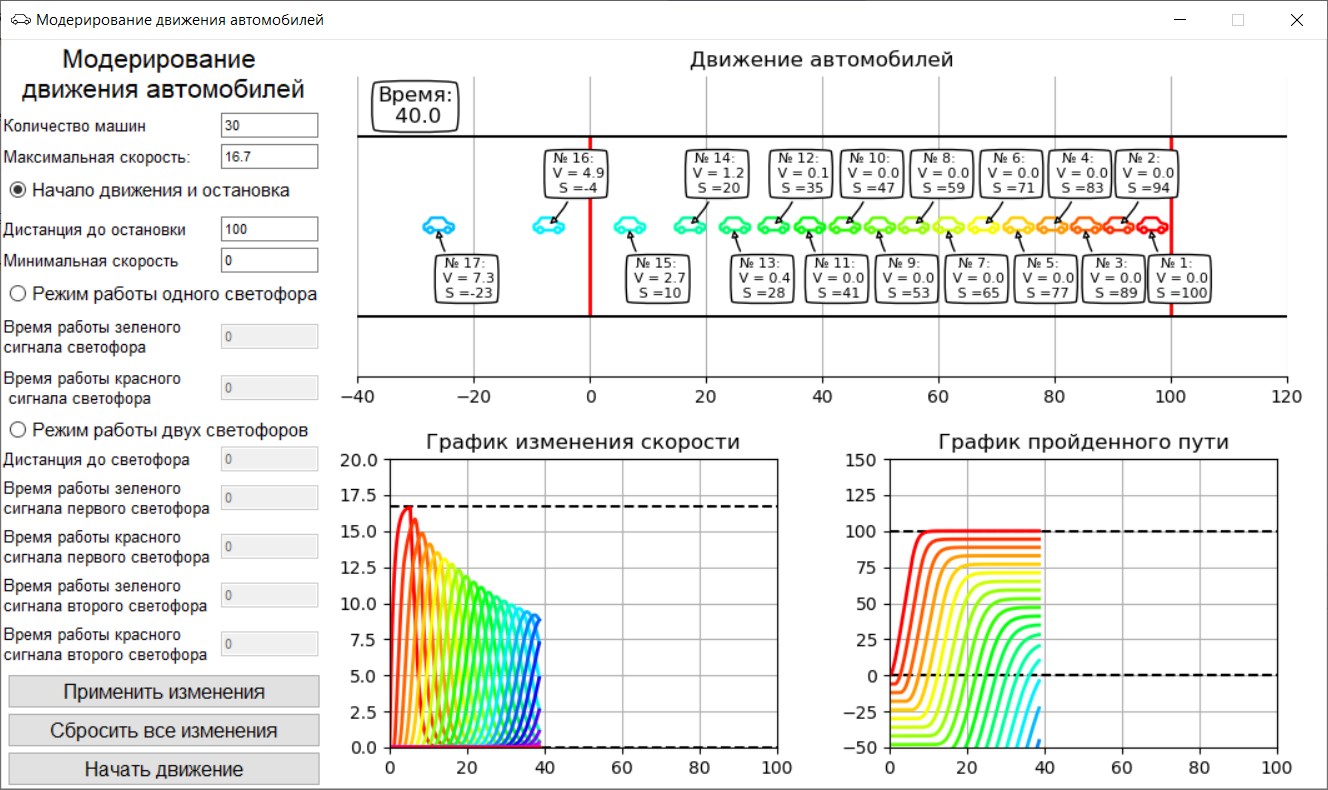 Модерирование движения автомобилей
Модерирование
движения автомобилей
Количество машин
30
Максимальная скорость:
16.7
Начало движения и остановка
Дистанция до остановки
100
Минимальная скорость
0
Режим работы одного светофора
Время работы зеленого
сигнала светофора
0
Время работы красного
сигнала светофора
0
Режим работы двух светофоров
Дистанция до светофора
0
Время работы зеленого
сигнала первого светофора
0
Время работы красного
сигнала первого светофора
0
Время работы зеленого
сигнала второго светофора
0
Время работы красного
сигнала второго светофора
0
Применить изменения
Сбросить все изменения
Начать движение
Движение автомобилей
Время:
40.0
№ 16:
V = 4.9
S =-4
№ 14:
V = 1.2
S =20
№ 12:
V = 0.1
S =35
№ 10:
V = 0.0
S =47
№ 8:
V = 0.0
S =59
№ 6:
V = 0.0
S =71
№ 4:
V = 0.0
S =83
№ 2:
V = 0.0
S =94
№ 17:
V = 7.3
S =-23
№ 15:
V = 2.7
S =10
№ 13:
V = 0.4
S =28
№ 11:
V = 0.0
S =41
№ 9:
V = 0.0
S =53
№ 7:
V = 0.0
S =65
№ 5:
V = 0.0
S =77
№ 3:
V = 0.0
S =89
№ 1:
V = 0.0
S =100
−40 −20 0 20 40 60 80 100 120
График изменения скорости
20.0
17.5
15.0
12.5
10.0
7.5
5.0
2.5
0.0
0 20 40 60 80 100
График пройденного пути
150
125
100
75
50
25
0
−25
−50
0 20 40 60 80 100